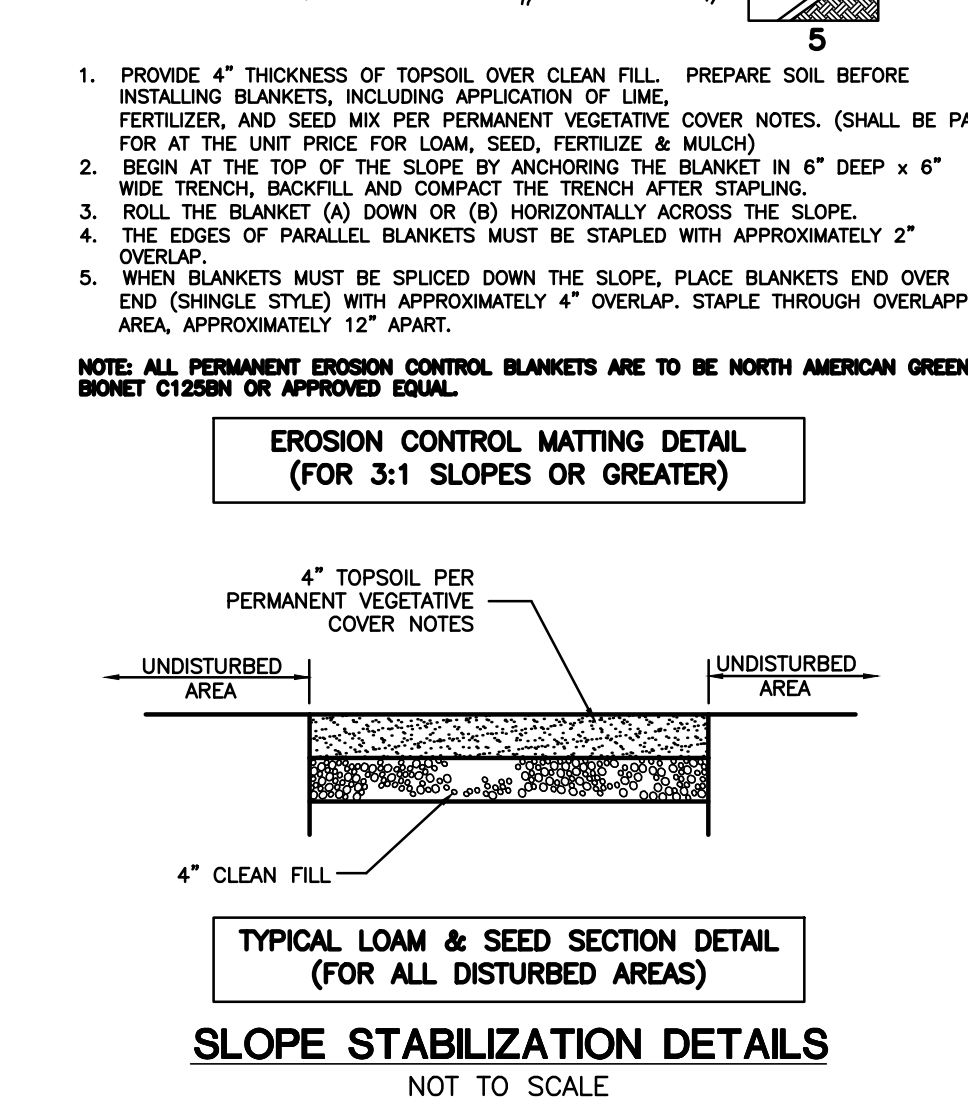 5
1. PROVIDE 4" THICKNESS OF TOPSOIL OVER CLEAN FILL. PREPARE SOIL BEFORE
INSTALLING BLANKETS, INCLUDING APPLICATION OF LIME,
FERTILIZER, AND SEED MIX PER PERMANENT VEGETATIVE COVER NOTES. (SHALL BE PA
FOR AT THE UNIT PRICE FOR LOAM, SEED, FERTILIZE & MULCH)
2. BEGIN AT THE TOP OF THE SLOPE BY ANCHORING THE BLANKET IN 6" DEEP x 6"
WIDE TRENCH, BACKFILL AND COMPACT THE TRENCH AFTER STAPLING.
3. ROLL THE BLANKET (A) DOWN OR (B) HORIZONTALLY ACROSS THE SLOPE.
4. THE EDGES OF PARALLEL BLANKETS MUST BE STAPLED WITH APPROXIMATELY 2"
OVERLAP.
5. WHEN BLANKETS MUST BE SPLICED DOWN THE SLOPE, PLACE BLANKETS END OVER
END (SHINGLE STYLE) WITH APPROXIMATELY 4" OVERLAP. STAPLE THROUGH OVERLAPP
AREA, APPROXIMATELY 12" APART.
NOTE: ALL PERMANENT EROSION CONTROL BLANKETS ARE TO BE NORTH AMERICAN GREEN
BIONET C125BN OR APPROVED EQUAL.
EROSION CONTROL MATTING DETAIL
(FOR 3:1 SLOPES OR GREATER)
4" TOPSOIL PER
PERMANENT VEGETATIVE
COVER NOTES
UNDISTURBED
AREA
UNDISTURBED
AREA
4" CLEAN FILL
TYPICAL LOAM & SEED SECTION DETAIL
(FOR ALL DISTURBED AREAS)
SLOPE STABILIZATION DETAILS
NOT TO SCALE